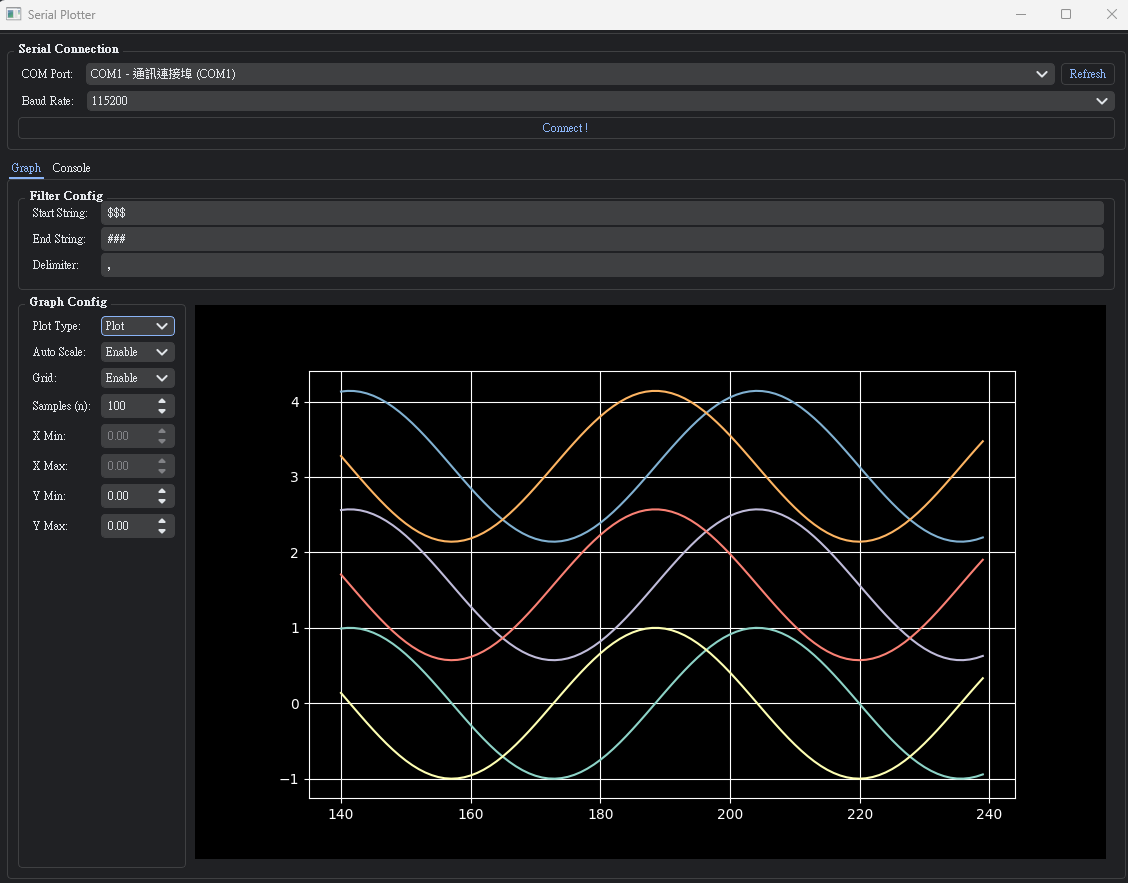 Serial Plotter
Serial Connection
COM Port: COM1 - 通訊連接埠 (COM1) Refresh
Baud Rate: 115200
Connect !
Graph Console
Filter Config
Start String: $$$
End String: ###
Delimiter: ,
Graph Config
Plot Type: Plot
Auto Scale: Enable
Grid: Enable
Samples (n): 100
X Min: 0.00
X Max: 0.00
Y Min: 0.00
Y Max: 0.00
4
3
2
1
0
−1
140 160 180 200 220 240